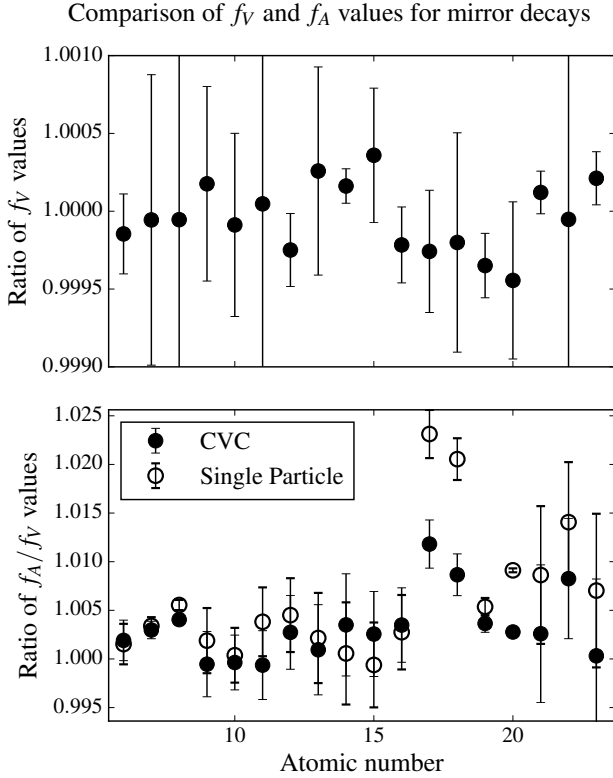 Comparison of f_V and f_A values for mirror decays
1.0010
1.0005
1.0000
0.9995
0.9990
Ratio of f_V values
1.025
1.020
1.015
1.010
1.005
1.000
0.995
Ratio of f_A/f_V values
CVC
Single Particle
10
15
20
Atomic number